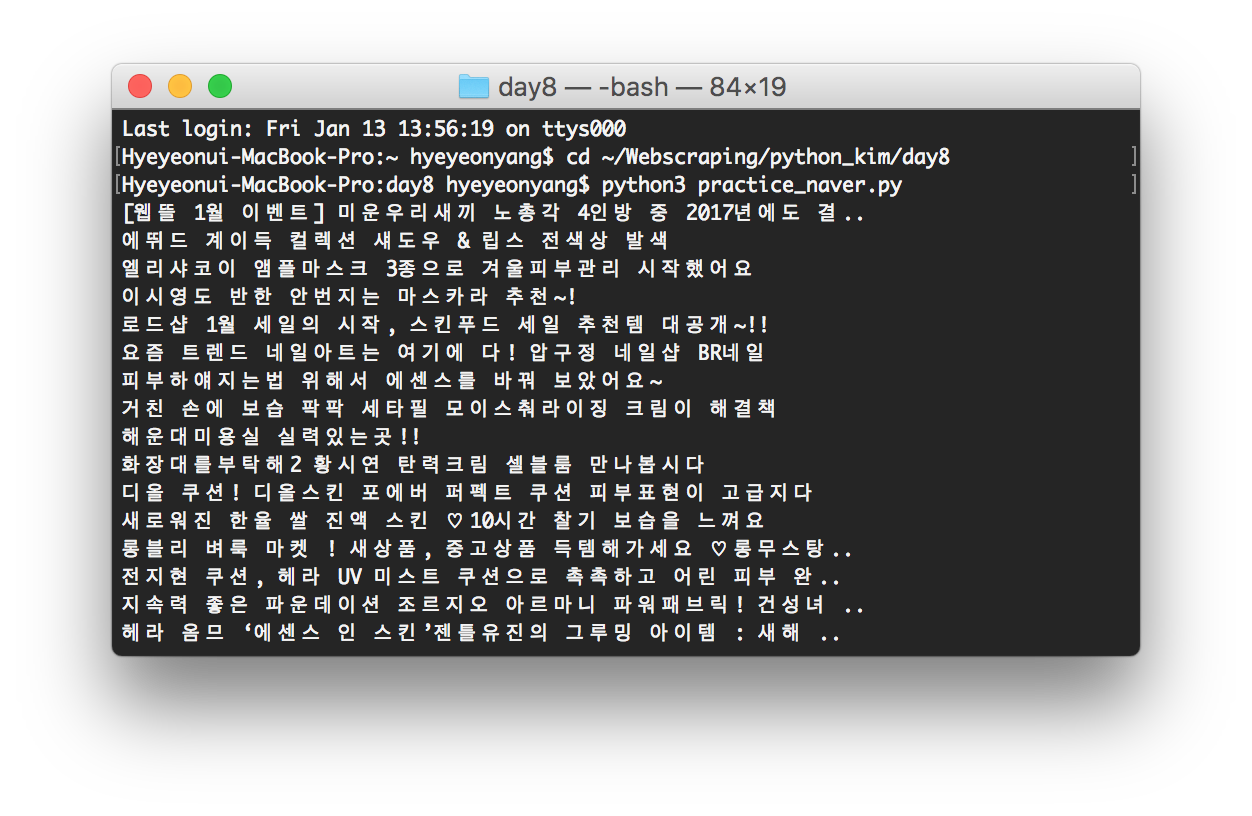 day8 — -bash — 84×19
Last login: Fri Jan 13 13:56:19 on ttys000
[Hyeyeonui-MacBook-Pro:~ hyeyeonyang$ cd ~/Webscraping/python_kim/day8 ]
[Hyeyeonui-MacBook-Pro:day8 hyeyeonyang$ python3 practice_naver.py ]
[웹뜰 1월 이벤트] 미운우리새끼 노총각 4인방 중 2017년에도 결..
에뛰드 계이득 컬렉션 섀도우 & 립스 전색상 발색
엘리샤코이 앰플마스크 3종으로 겨울피부관리 시작했어요
이시영도 반한 안번지는 마스카라 추천~!
로드샵 1월 세일의 시작, 스킨푸드 세일 추천템 대공개~!!
요즘 트렌드 네일아트는 여기에 다! 압구정 네일샵 BR네일
피부하얘지는법 위해서 에센스를 바꿔 보았어요~
거친 손에 보습 팍팍 세타필 모이스춰라이징 크림이 해결책
해운대미용실 실력있는곳!!
화장대를부탁해2 황시연 탄력크림 셀블룸 만나봅시다
디올 쿠션! 디올스킨 포에버 퍼펙트 쿠션 피부표현이 고급지다
새로워진 한율 쌀 진액 스킨 ♡10시간 찰기 보습을 느껴요
롱블리 벼룩 마켓 ! 새상품, 중고상품 득템해가세요 ♡롱무스탕..
전지현 쿠션, 헤라 UV 미스트 쿠션으로 촉촉하고 어린 피부 완..
지속력 좋은 파운데이션 조르지오 아르마니 파워패브릭! 건성녀 ..
헤라 옴므 ‘에센스 인 스킨’젠틀유진의 그루밍 아이템 : 새해 ..